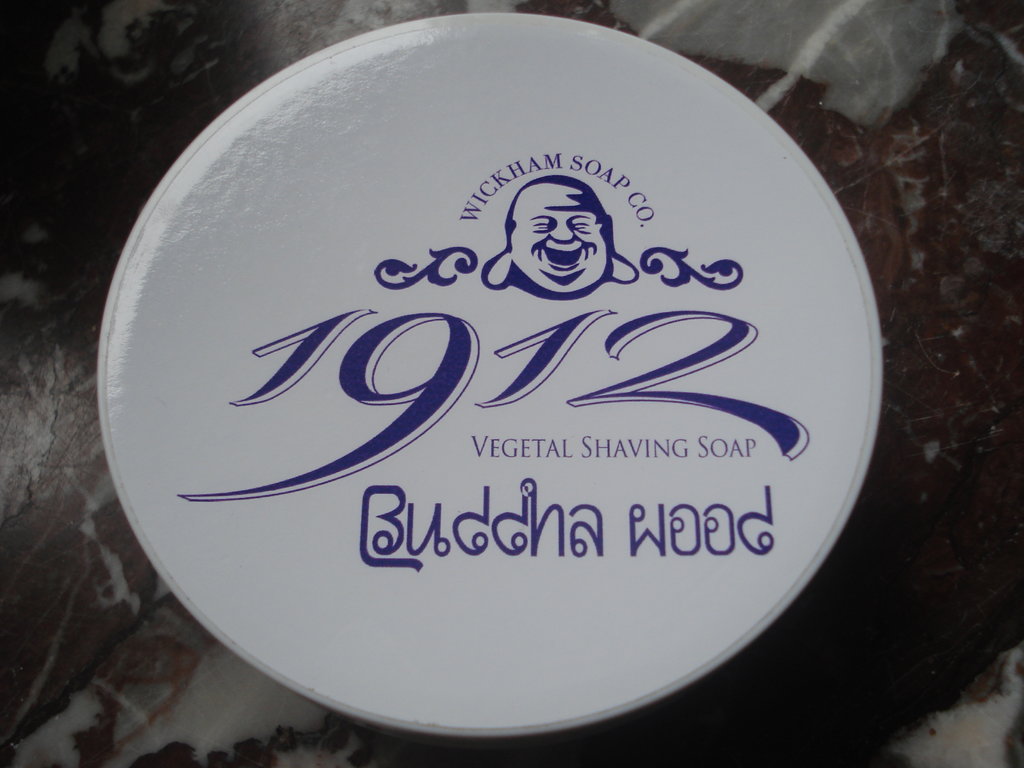 WICKHAM SOAP CO.
1912
VEGETAL SHAVING SOAP
Buddha wood